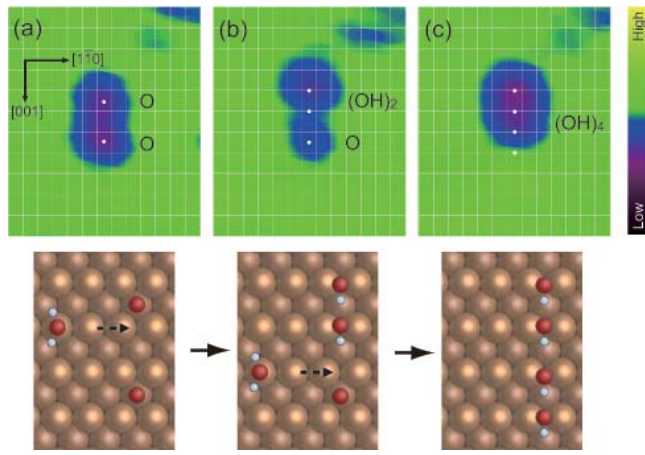 (a)
[11̄0]
[001]
O
O
(b)
(OH)₂
O
(c)
(OH)₄
High
Low